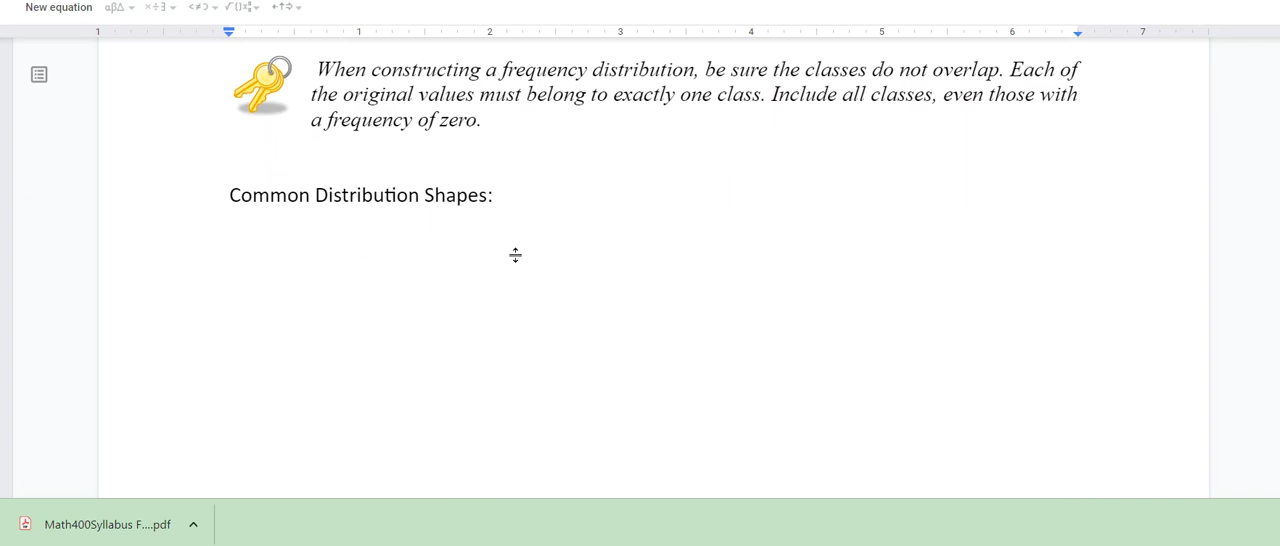 New equation αβΔ ×÷∃ <≠⊃ ←↑⇨
1 1 2 3 4 5 6 7
When constructing a frequency distribution, be sure the classes do not overlap. Each of
the original values must belong to exactly one class. Include all classes, even those with
a frequency of zero.
Common Distribution Shapes:
Math400Syllabus F....pdf